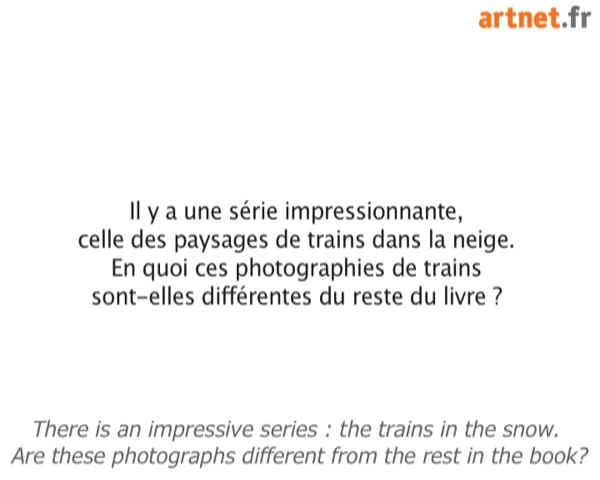 artnet.fr
Il y a une série impressionnante,
celle des paysages de trains dans la neige.
En quoi ces photographies de trains
sont-elles différentes du reste du livre ?
There is an impressive series : the trains in the snow.
Are these photographs different from the rest in the book?